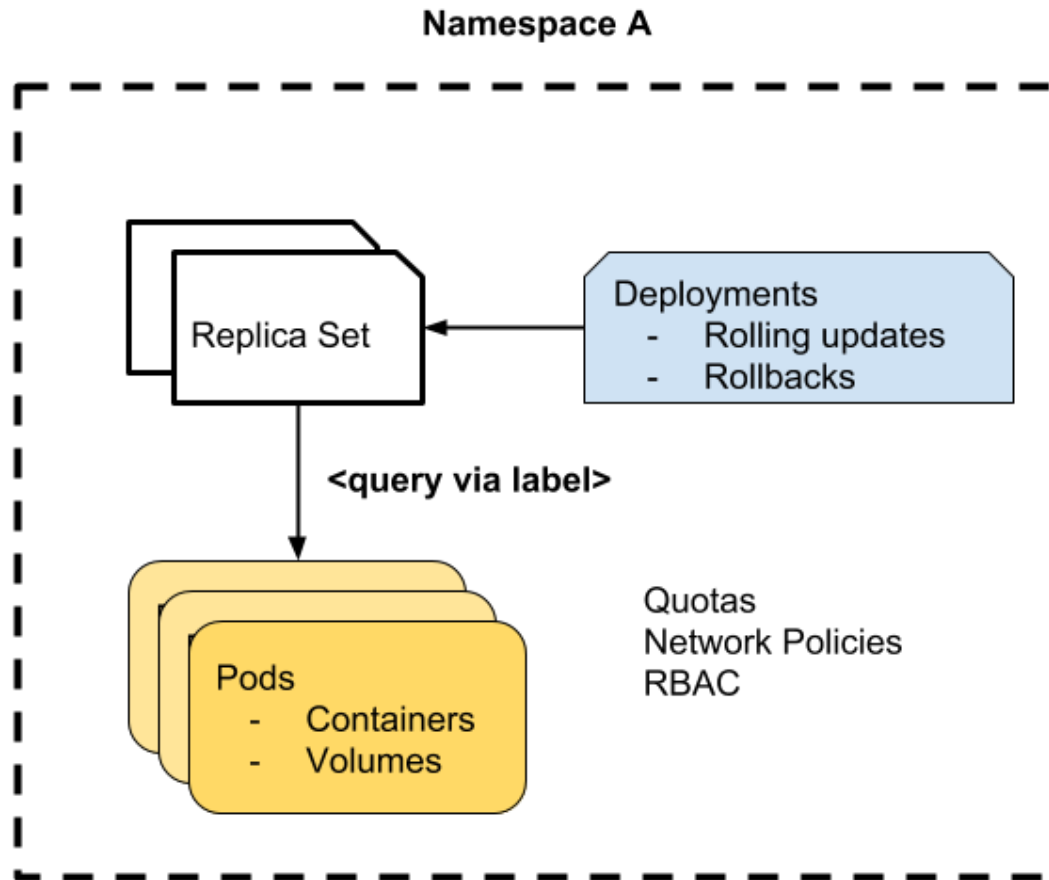 Namespace A
Replica Set
Deployments
- Rolling updates
- Rollbacks
<query via label>
Pods
- Containers
- Volumes
Quotas
Network Policies
RBAC